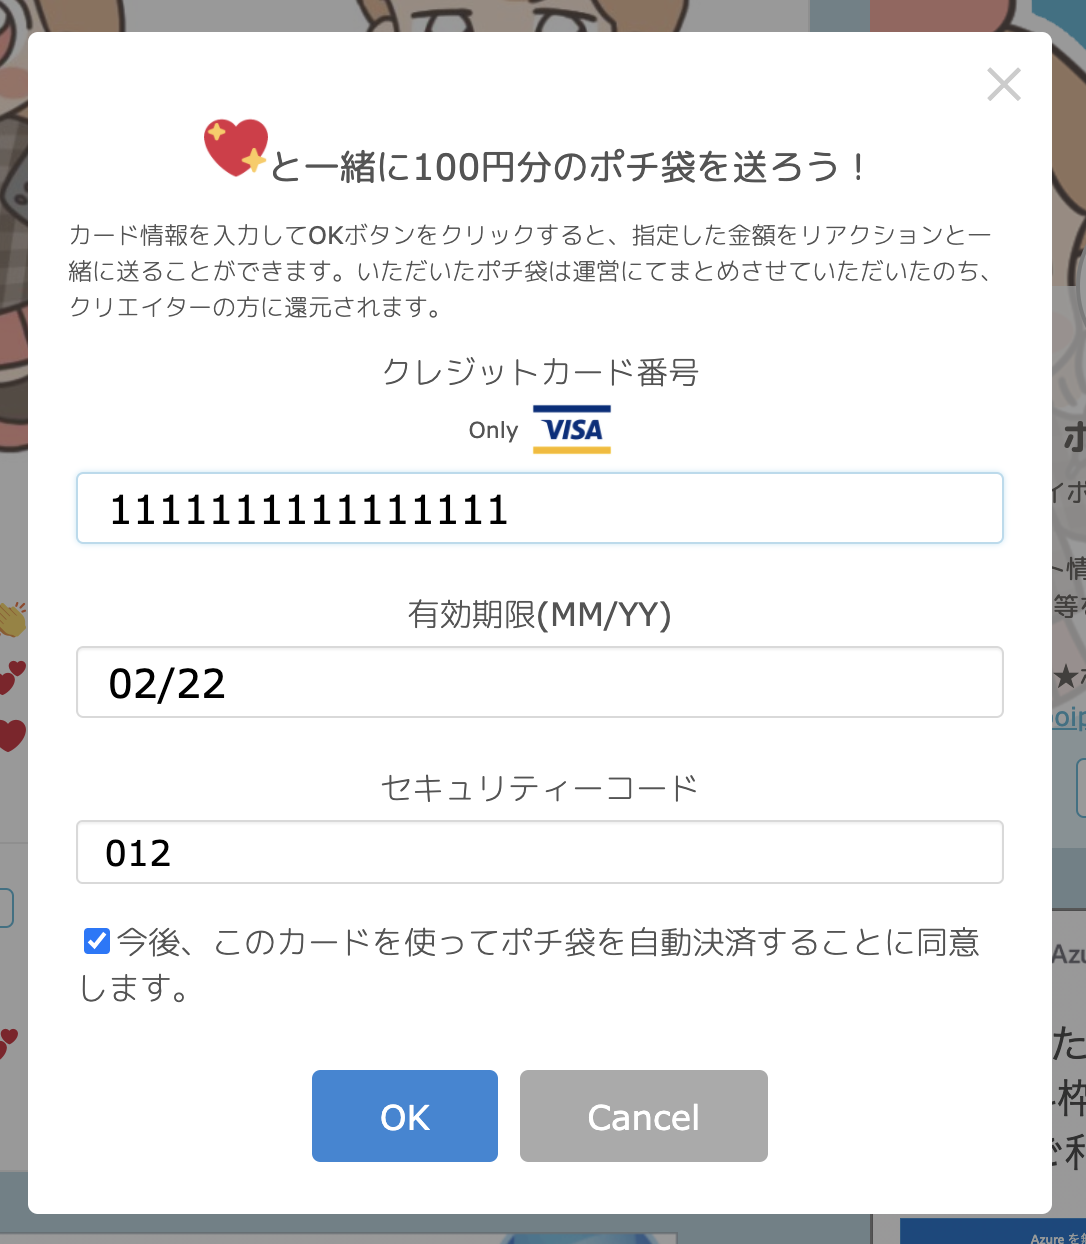 と一緒に100円分のポチ袋を送ろう！
カード情報を入力してOKボタンをクリックすると、指定した金額をリアクションと一
緒に送ることができます。いただいたポチ袋は運営にてまとめさせていただいたのち、
クリエイターの方に還元されます。
クレジットカード番号
Only VISA
1111111111111111
有効期限(MM/YY)
02/22
セキュリティーコード
012
今後、このカードを使ってポチ袋を自動決済することに同意
します。
OK Cancel